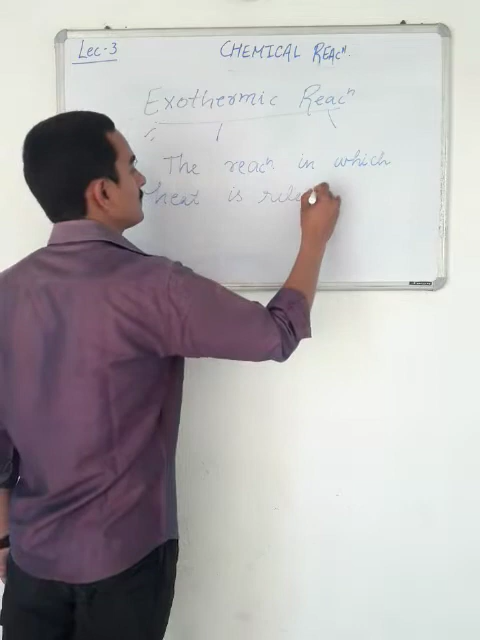 Lec-3
CHEMICAL REACⁿ.
Exothermic Reacⁿ
The reacⁿ in which
heat is rele